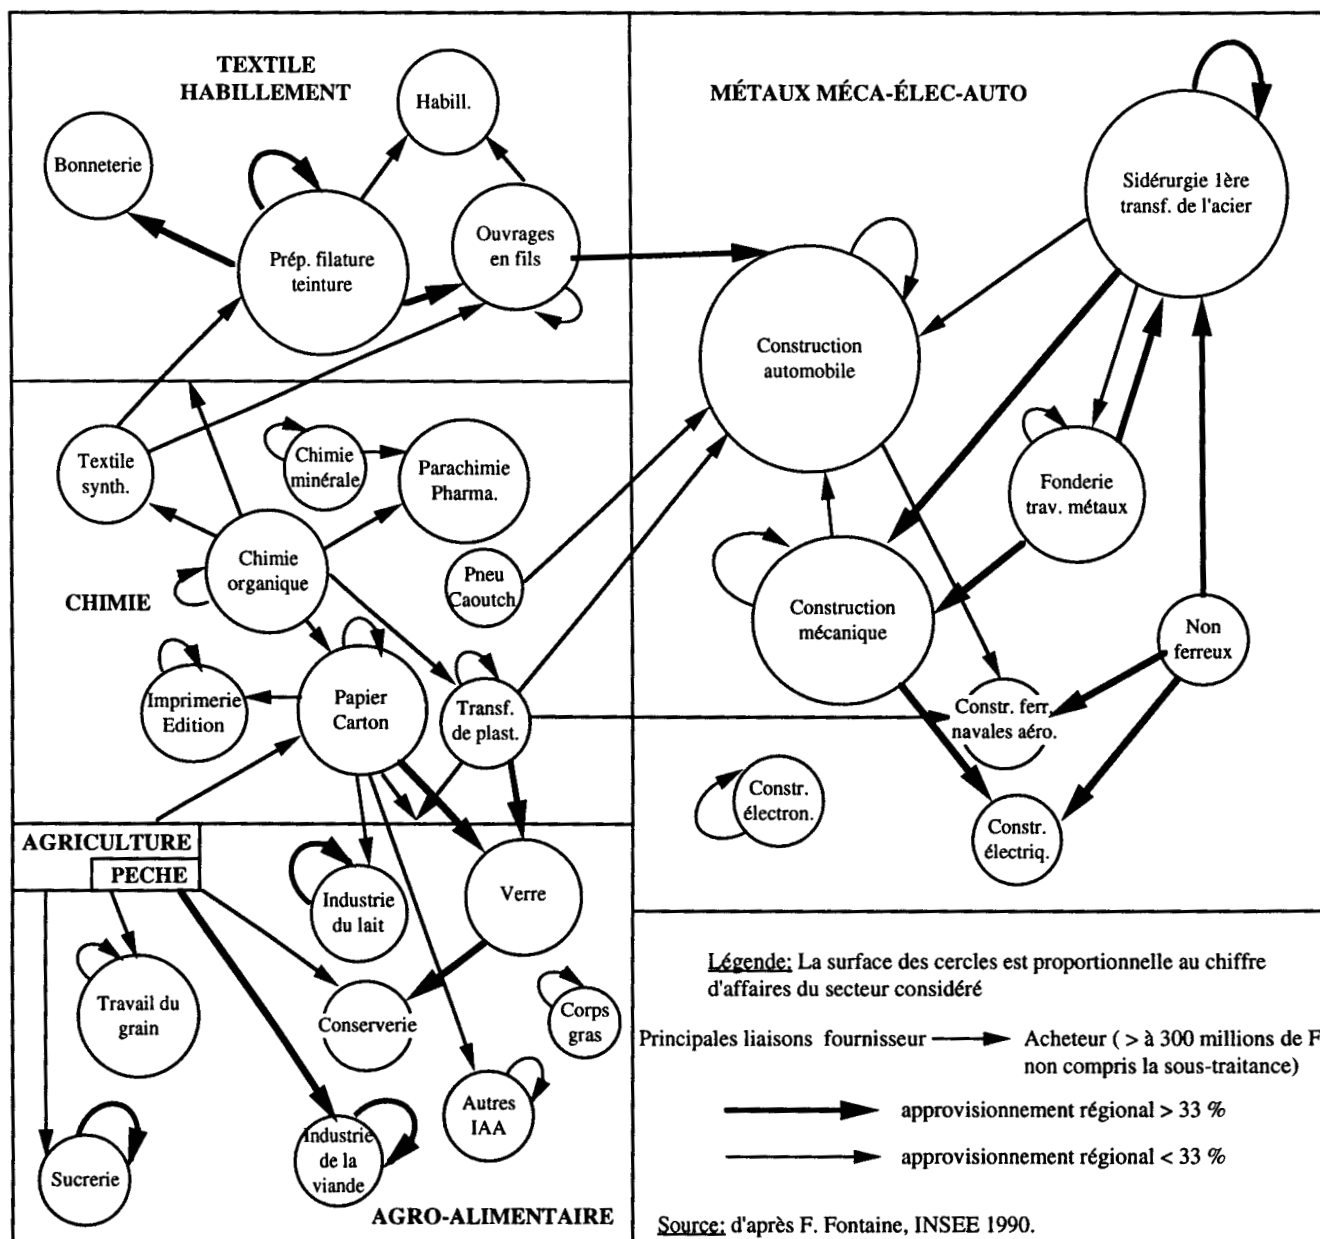 TEXTILE
HABILLEMENT
Habill.
Bonneterie
Prép. filature
teinture
Ouvrages
en fils
MÉTAUX MÉCA-ÉLEC-AUTO
Sidérurgie 1ère
transf. de l'acier
Construction
automobile
Fonderie
trav. métaux
Construction
mécanique
Non
ferreux
Constr. ferr,
navales aéro.
Constr.
électron.
Constr.
électriq.
Textile
synth.
Chimie
minérale
Parachimie
Pharma.
Chimie
organique
Pneu
Caoutch
CHIMIE
Imprimerie
Edition
Papier
Carton
Transf.
de plast.
AGRICULTURE
PECHE
Industrie
du lait
Verre
Travail du
grain
Conserverie
Corps
gras
Autres
IAA
Industrie
de la
viande
Sucrerie
AGRO-ALIMENTAIRE
Légende: La surface des cercles est proportionnelle au chiffre
d'affaires du secteur considéré
Principales liaisons fournisseur Acheteur ( > à 300 millions de F
non compris la sous-traitance)
approvisionnement régional > 33 %
approvisionnement régional < 33 %
Source: d'après F. Fontaine, INSEE 1990.